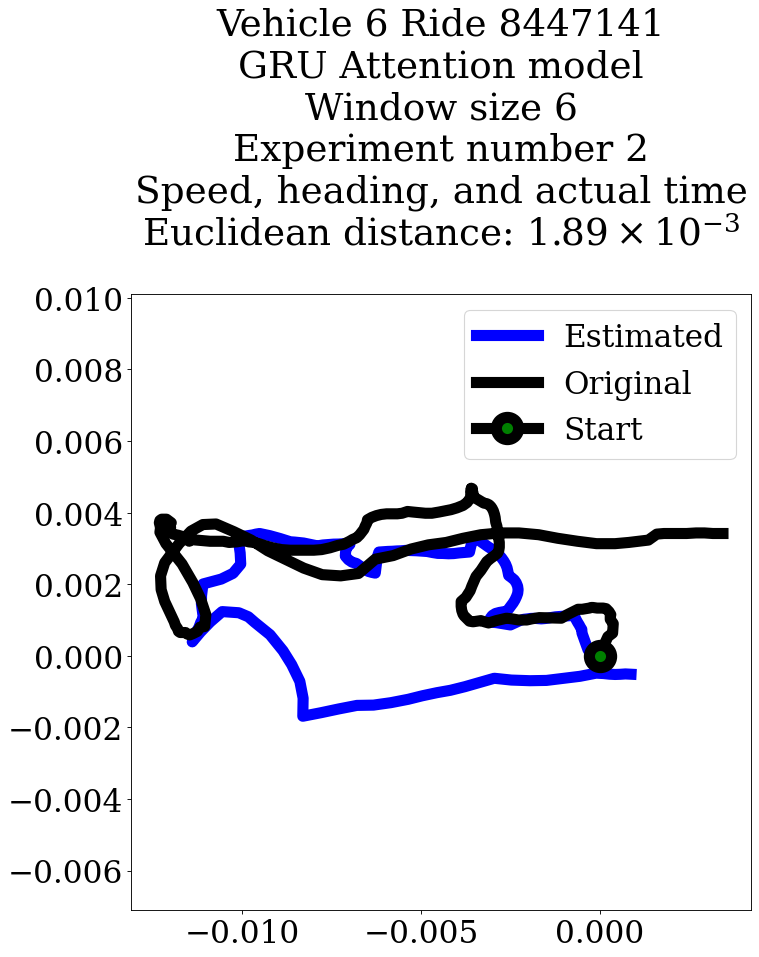 Vehicle 6 Ride 8447141
GRU Attention model
Window size 6
Experiment number 2
Speed, heading, and actual time
Euclidean distance: 1.89 × 10⁻³
0.010
0.008
0.006
0.004
0.002
0.000
−0.002
−0.004
−0.006
Estimated
Original
Start
−0.010
−0.005
0.000